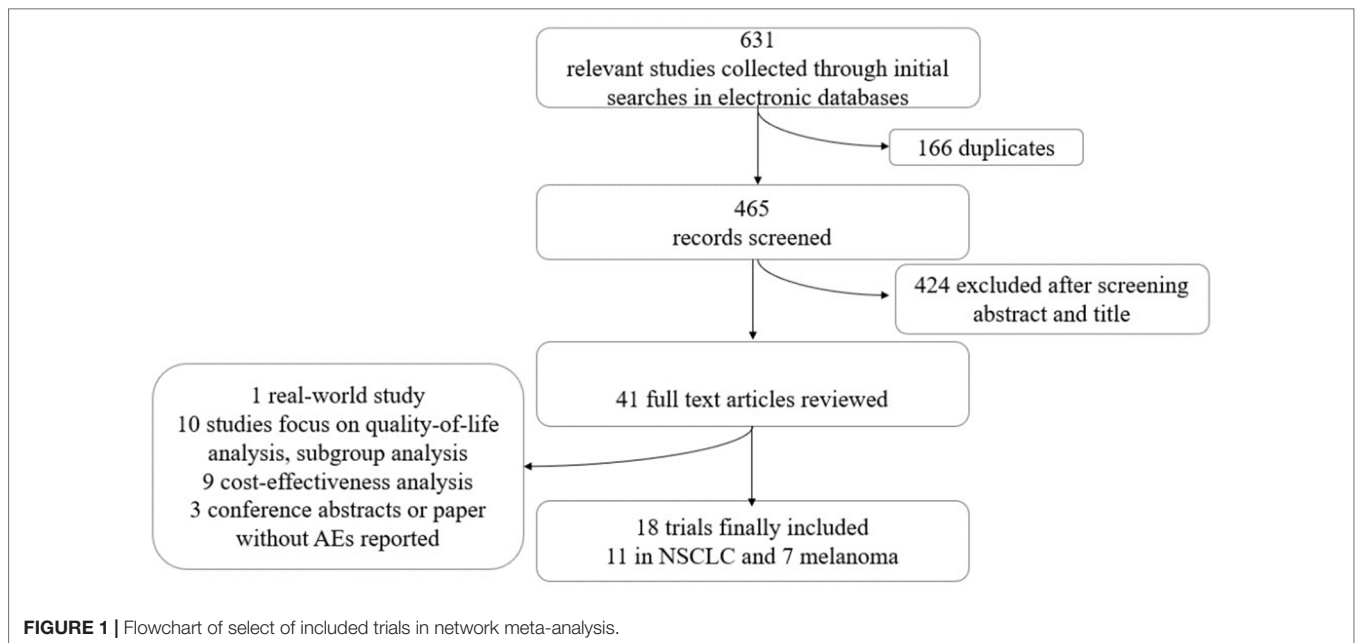 631
relevant studies collected through initial
searches in electronic databases
166 duplicates
465
records screened
424 excluded after screening
abstract and title
41 full text articles reviewed
1 real-world study
10 studies focus on quality-of-life
analysis, subgroup analysis
9 cost-effectiveness analysis
3 conference abstracts or paper
without AEs reported
18 trials finally included
11 in NSCLC and 7 melanoma
FIGURE 1 | Flowchart of select of included trials in network meta-analysis.